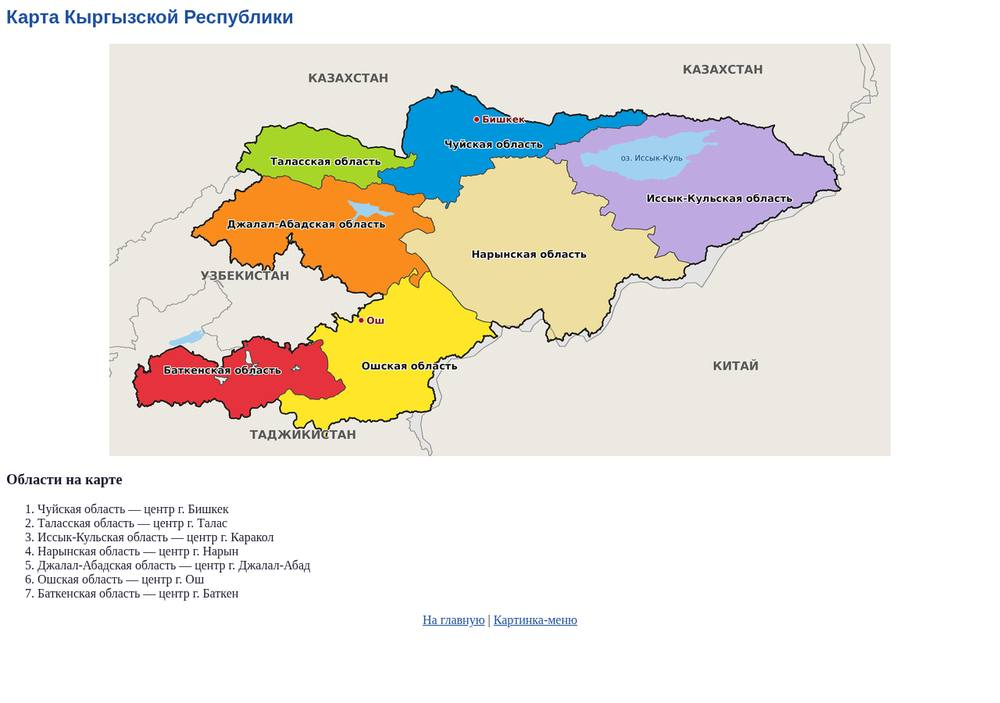 Карта Кыргызской Республики
КАЗАХСТАН
КАЗАХСТАН
Бишкек
Чуйская область
Таласская область
оз. Иссык-Куль
Иссык-Кульская область
Джалал-Абадская область
Нарынская область
УЗБЕКИСТАН
Ош
Ошская область
КИТАЙ
Баткенская область
ТАДЖИКИСТАН
Области на карте
1. Чуйская область — центр г. Бишкек
2. Таласская область — центр г. Талас
3. Иссык-Кульская область — центр г. Каракол
4. Нарынская область — центр г. Нарын
5. Джалал-Абадская область — центр г. Джалал-Абад
6. Ошская область — центр г. Ош
7. Баткенская область — центр г. Баткен
На главную | Картинка-меню